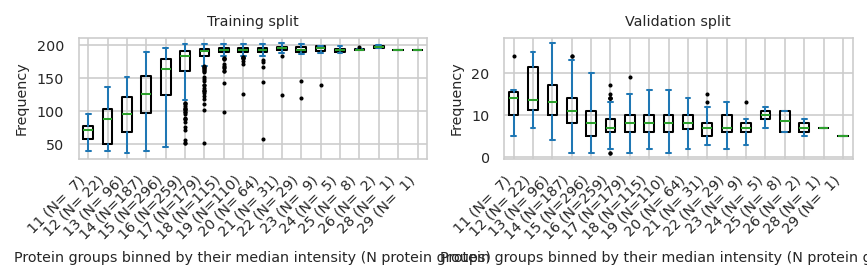 Training split
Frequency
200
150
100
50
11 (N= 7)
12 (N= 22)
13 (N= 96)
14 (N=187)
15 (N=296)
16 (N=259)
17 (N=179)
18 (N=115)
19 (N=110)
20 (N= 64)
21 (N= 31)
22 (N= 29)
23 (N= 9)
24 (N= 5)
25 (N= 8)
26 (N= 2)
28 (N= 1)
29 (N= 1)
Protein groups binned by their median intensity (N protein groups)
Validation split
Frequency
20
10
0
11 (N= 7)
12 (N= 22)
13 (N= 96)
14 (N=187)
15 (N=296)
16 (N=259)
17 (N=179)
18 (N=115)
19 (N=110)
20 (N= 64)
21 (N= 31)
22 (N= 29)
23 (N= 9)
24 (N= 5)
25 (N= 8)
26 (N= 2)
28 (N= 1)
29 (N= 1)
Protein groups binned by their median intensity (N protein g